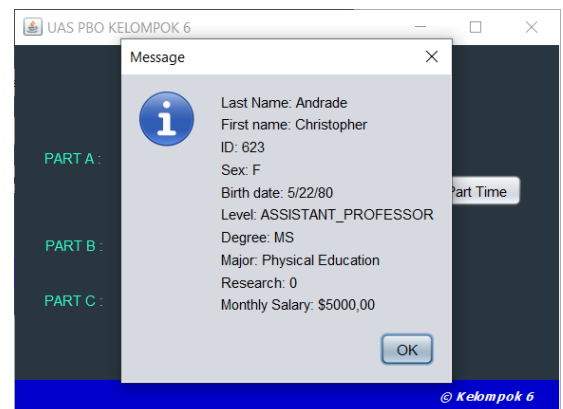 UAS PBO KELOMPOK 6
Message
Last Name: Andrade
First name: Christopher
ID: 623
Sex: F
Birth date: 5/22/80
Level: ASSISTANT_PROFESSOR
Degree: MS
Major: Physical Education
Research: 0
Monthly Salary: $5000,00
OK
PART A :
Part Time
PART B :
PART C :
© Kelompok 6